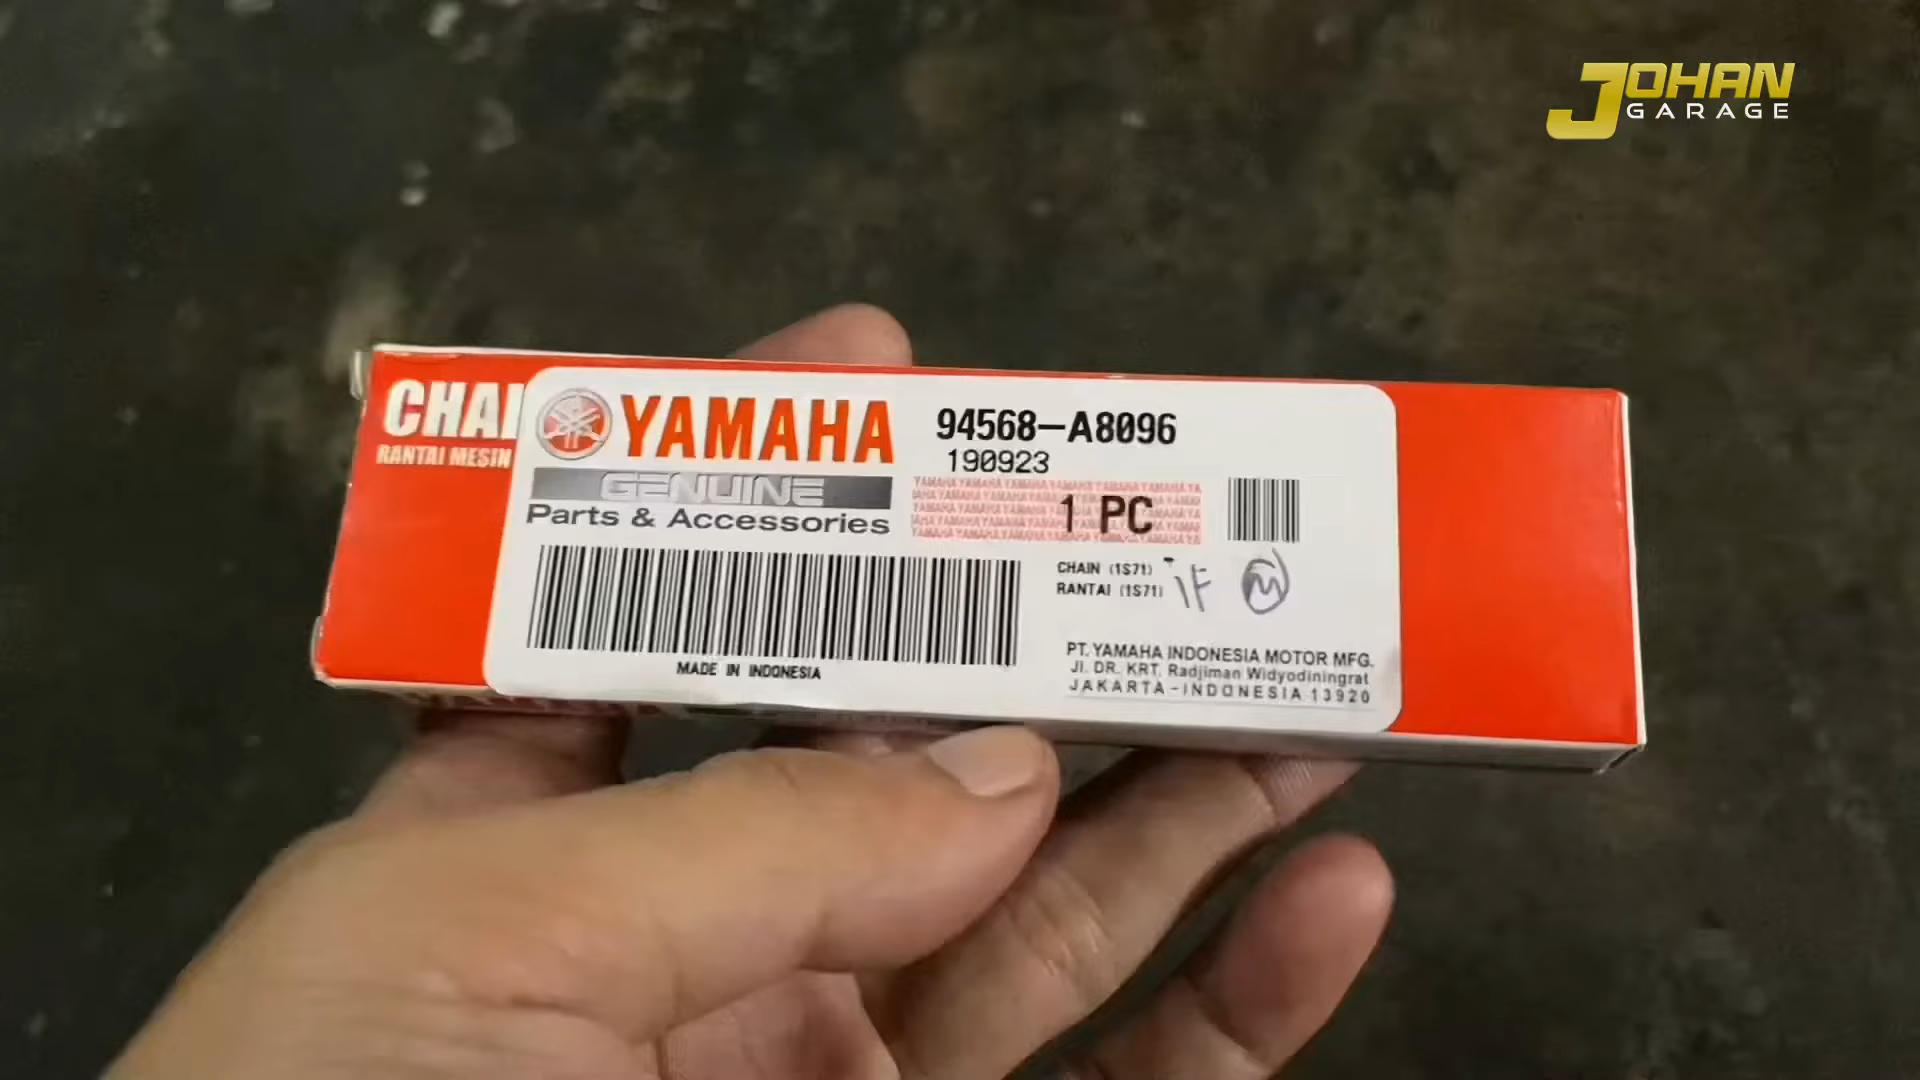 JOHAN
GARAGE
CHAI
RANTAI MESIN
YAMAHA
GENUINE
Parts & Accessories
94568-A8096
190923
1 PC
CHAIN (1S71)
RANTAI (1S71)
MADE IN INDONESIA
PT. YAMAHA INDONESIA MOTOR MFG.
Jl. DR. KRT. Radjiman Widyodiningrat
JAKARTA-INDONESIA 13920